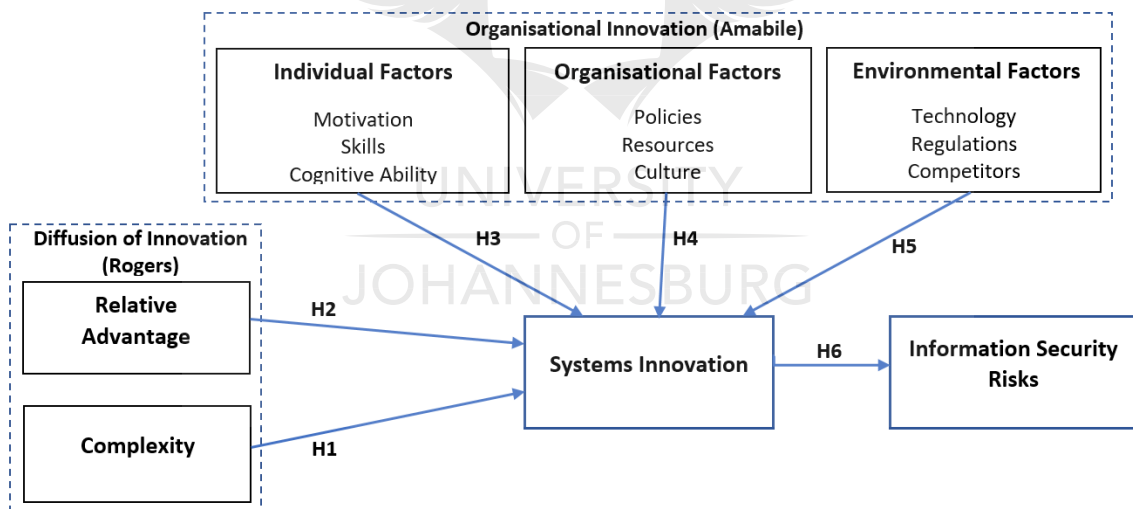 Organisational Innovation (Amabile)
Individual Factors
Motivation
Skills
Cognitive Ability
Organisational Factors
Policies
Resources
Culture
Environmental Factors
Technology
Regulations
Competitors
UNIVERSITY
OF
JOHANNESBURG
H3
H4
H5
Diffusion of Innovation
(Rogers)
Relative
Advantage
H2
Complexity
H1
Systems Innovation
H6
Information Security
Risks